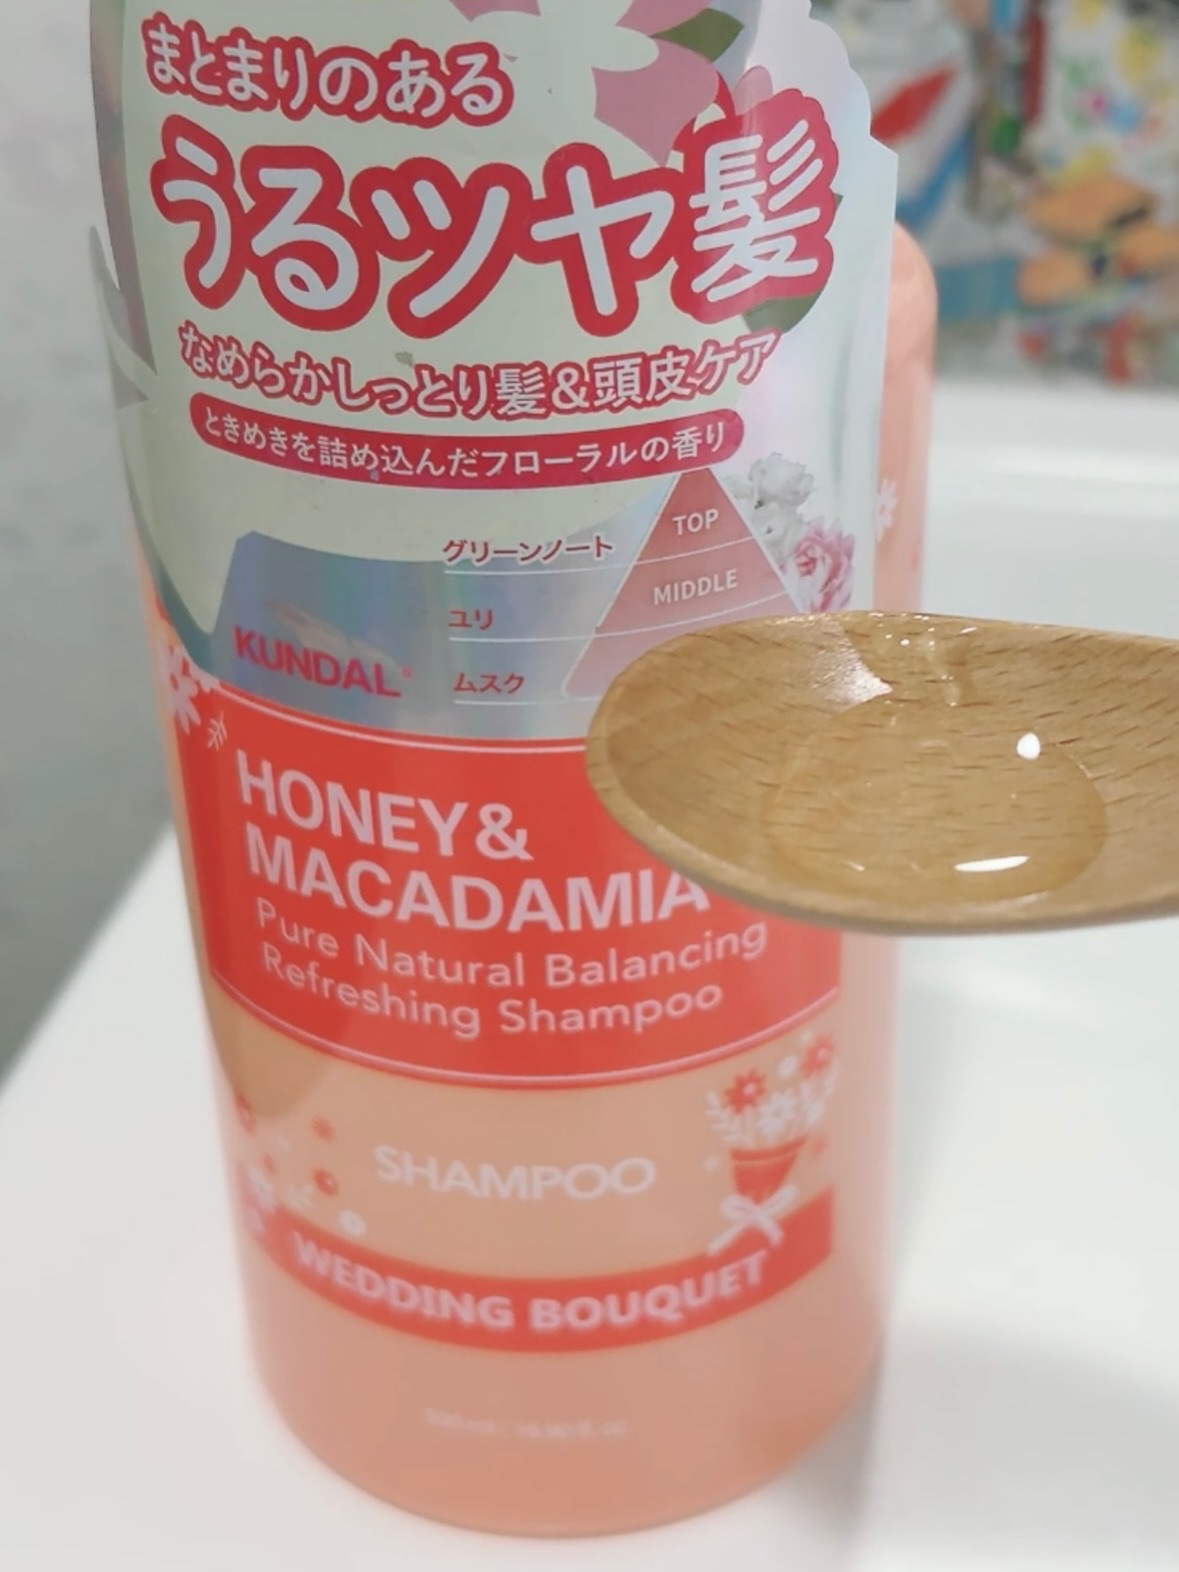 まとまりのある
うるツヤ髪
なめらかしっとり髪&頭皮ケア
ときめきを詰め込んだフローラルの香り
グリーンノート TOP
ユリ MIDDLE
ムスク
KUNDAL
HONEY&
MACADAMIA
Pure Natural Balancing
Refreshing Shampoo
SHAMPOO
WEDDING BOUQUET